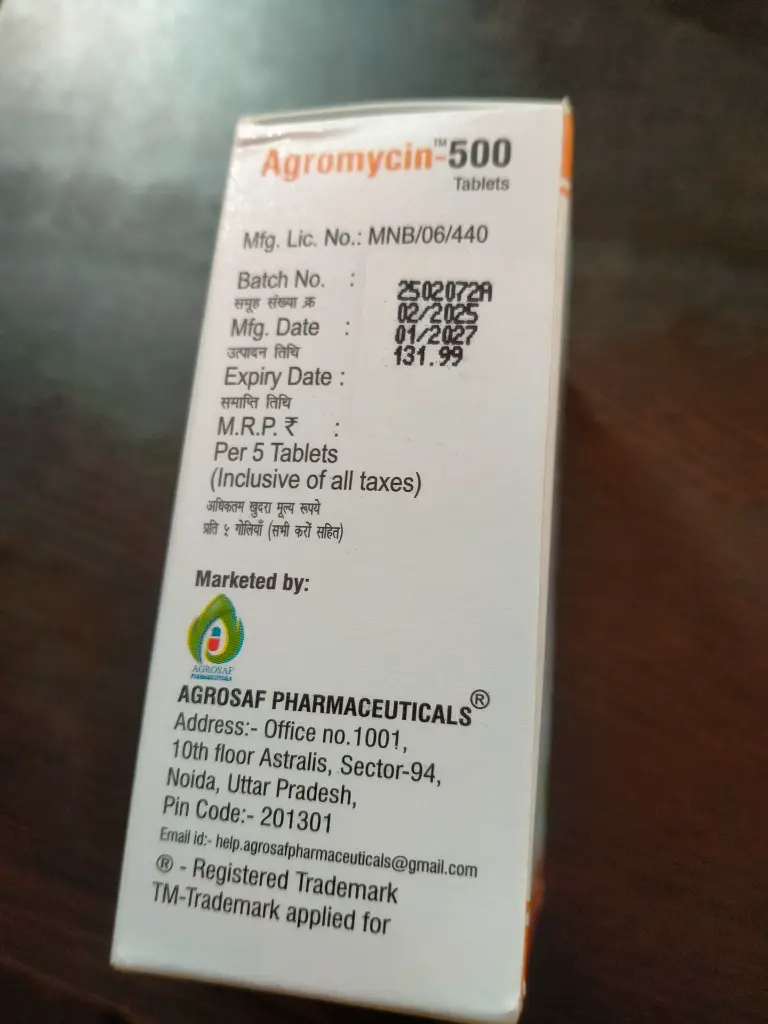 Agromycin™-500
Tablets
Mfg. Lic. No.: MNB/06/440
Batch No. : 2502072A
समूह संख्या क्र
Mfg. Date : 02/2025
उत्पादन तिथि
Expiry Date : 01/2027
समाप्ति तिथि
M.R.P. ₹ : 131.99
Per 5 Tablets
(Inclusive of all taxes)
अधिकतम खुदरा मूल्य रूपये
प्रति ५ गोलियाँ (सभी करों सहित)
Marketed by:
AGROSAF
PHARMACEUTICALS
AGROSAF PHARMACEUTICALS®
Address:- Office no.1001,
10th floor Astralis, Sector-94,
Noida, Uttar Pradesh,
Pin Code:- 201301
Email id:- help.agrosafpharmaceuticals@gmail.com
® - Registered Trademark
TM-Trademark applied for